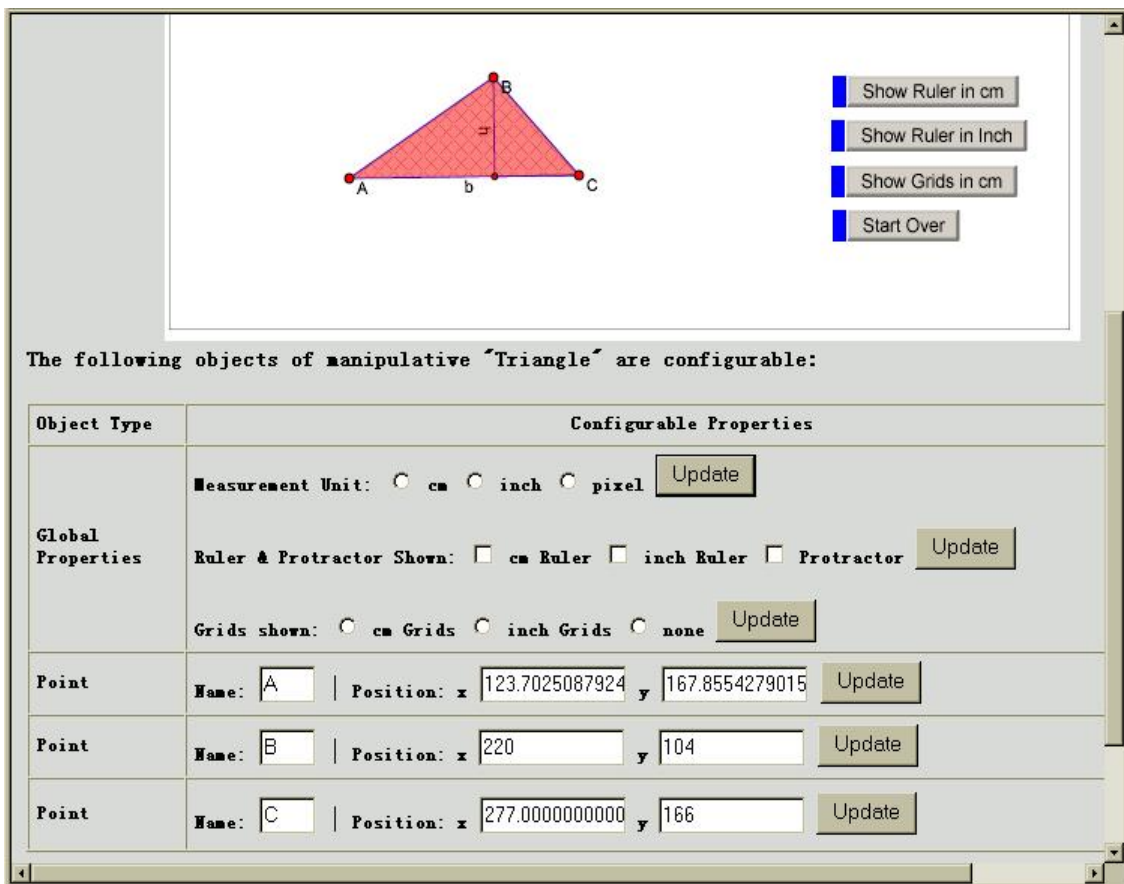 B
h
A
b
C
Show Ruler in cm
Show Ruler in Inch
Show Grids in cm
Start Over
The following objects of manipulative "Triangle" are configurable:
Object Type Configurable Properties
Global Properties
Measurement Unit: cm inch pixel Update
Ruler & Protractor Shown: cm Ruler inch Ruler Protractor Update
Grids shown: cm Grids inch Grids none Update
Point Name: A | Position: x 123.7025087924 y 167.8554279015 Update
Point Name: B | Position: x 220 y 104 Update
Point Name: C | Position: x 277.0000000000 y 166 Update